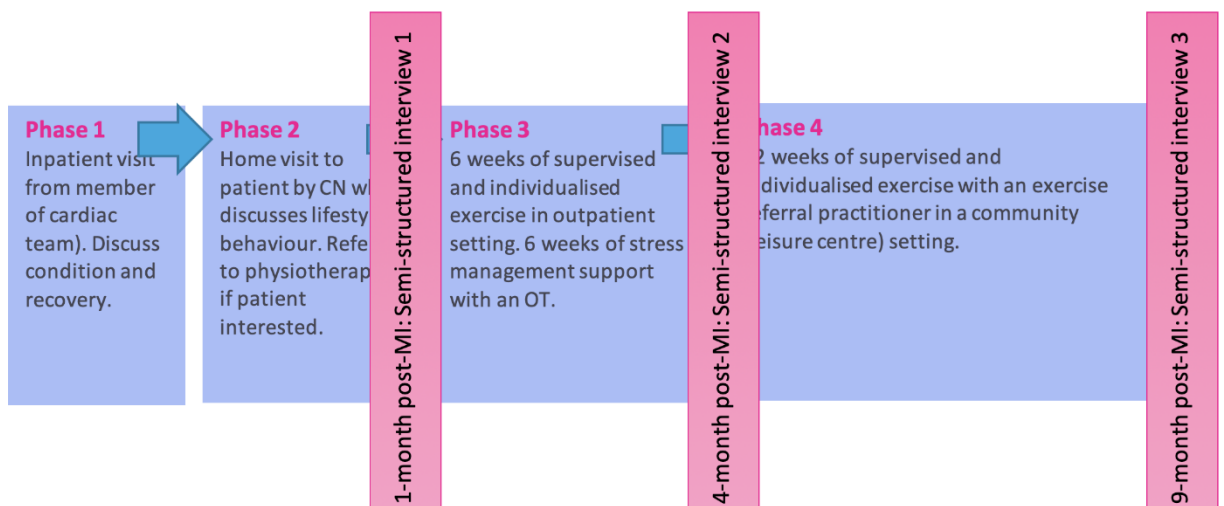 Phase 1
Inpatient visit
from member
of cardiac
team). Discuss
condition and
recovery.
Phase 2
Home visit to
patient by CN
discusses
behaviour.
to
if patient
interested.
1-month post-MI: Semi-structured interview 1
Phase 3
6 weeks of supervised
and individualised
exercise in outpatient
setting. 6 weeks of stress
management support
with an OT.
4-month post-MI: Semi-structured interview 2
4
weeks of supervised and
exercise with an exercise
practitioner in a community
centre) setting.
9-month post-MI: Semi-structured interview 3